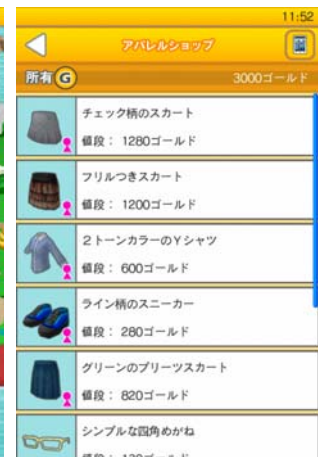 11:52
アパレルショップ
所有 G 3000ゴールド
チェック柄のスカート
値段： 1280ゴールド
フリルつきスカート
値段： 1200ゴールド
２トーンカラーのＹシャツ
値段： 600ゴールド
ライン柄のスニーカー
値段： 280ゴールド
グリーンのプリーツスカート
値段： 820ゴールド
シンプルな四角めがね